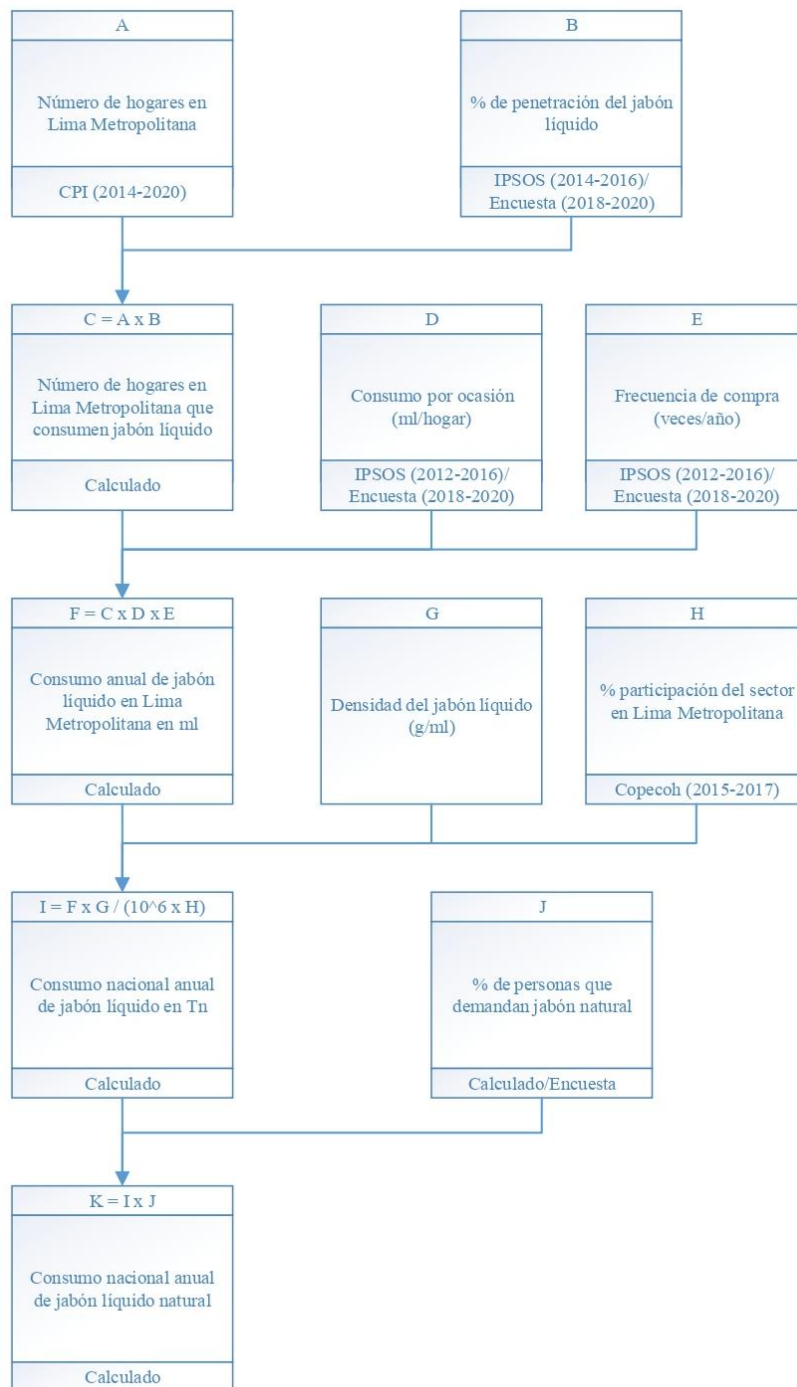 A
Número de hogares en
Lima Metropolitana
CPI (2014-2020)
B
% de penetración del jabón
líquido
IPSOS (2014-2016)/
Encuesta (2018-2020)
C = A x B
Número de hogares en
Lima Metropolitana que
consumen jabón líquido
Calculado
D
Consumo por ocasión
(ml/hogar)
IPSOS (2012-2016)/
Encuesta (2018-2020)
E
Frecuencia de compra
(veces/año)
IPSOS (2012-2016)/
Encuesta (2018-2020)
F = C x D x E
Consumo anual de jabón
líquido en Lima
Metropolitana en ml
Calculado
G
Densidad del jabón líquido
(g/ml)
H
% participación del sector
en Lima Metropolitana
Copecoh (2015-2017)
I = F x G / (10^6 x H)
Consumo nacional anual
de jabón líquido en Tn
Calculado
J
% de personas que
demandan jabón natural
Calculado/Encuesta
K = I x J
Consumo nacional anual
de jabón líquido natural
Calculado